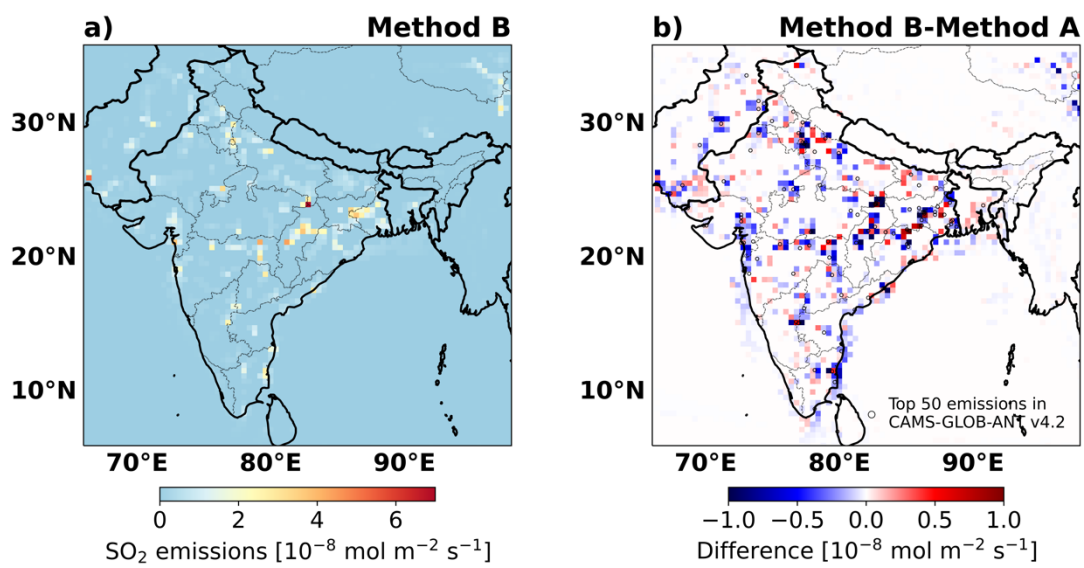 a) Method B
30°N
20°N
10°N
70°E 80°E 90°E
0 2 4 6
SO₂ emissions [10⁻⁸ mol m⁻² s⁻¹]
b) Method B-Method A
30°N
20°N
10°N
Top 50 emissions in
CAMS-GLOB-ANT v4.2
70°E 80°E 90°E
−1.0 −0.5 0.0 0.5 1.0
Difference [10⁻⁸ mol m⁻² s⁻¹]